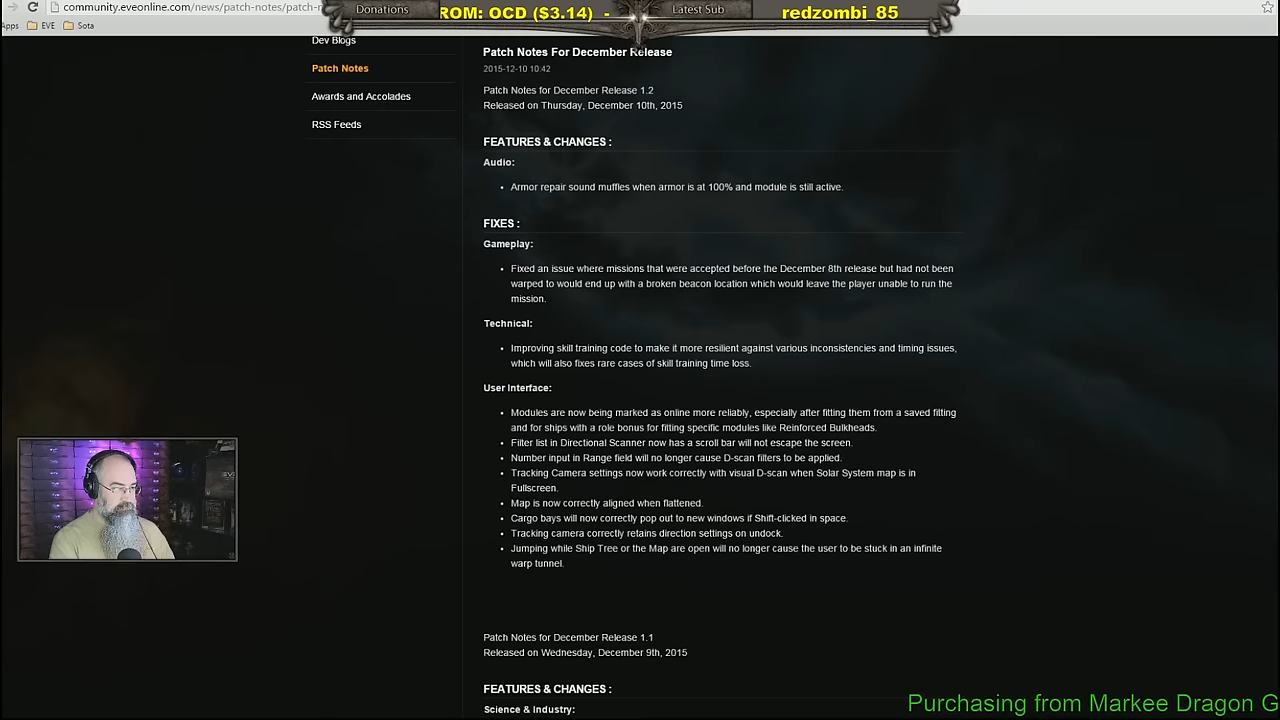 community.eveonline.com/news/patch-notes/patch-n
Donations
ROM: OCD ($3.14) -
Latest Sub
redzombi_85
Apps
EVE
Sota
Dev Blogs
Patch Notes
Awards and Accolades
RSS Feeds
Patch Notes For December Release
2015-12-10 10:42
Patch Notes for December Release 1.2
Released on Thursday, December 10th, 2015
FEATURES & CHANGES :
Audio:
• Armor repair sound muffles when armor is at 100% and module is still active.
FIXES :
Gameplay:
• Fixed an issue where missions that were accepted before the December 8th release but had not been
warped to would end up with a broken beacon location which would leave the player unable to run the
mission.
Technical:
• Improving skill training code to make it more resilient against various inconsistencies and timing issues,
which will also fixes rare cases of skill training time loss.
User Interface:
• Modules are now being marked as online more reliably, especially after fitting them from a saved fitting
and for ships with a role bonus for fitting specific modules like Reinforced Bulkheads.
• Filter list in Directional Scanner now has a scroll bar will not escape the screen.
• Number input in Range field will no longer cause D-scan filters to be applied.
• Tracking Camera settings now work correctly with visual D-scan when Solar System map is in
Fullscreen.
• Map is now correctly aligned when flattened.
• Cargo bays will now correctly pop out to new windows if Shift-clicked in space.
• Tracking camera correctly retains direction settings on undock.
• Jumping while Ship Tree or the Map are open will no longer cause the user to be stuck in an infinite
warp tunnel.
Patch Notes for December Release 1.1
Released on Wednesday, December 9th, 2015
FEATURES & CHANGES :
Science & Industry:
Purchasing from Markee Dragon G